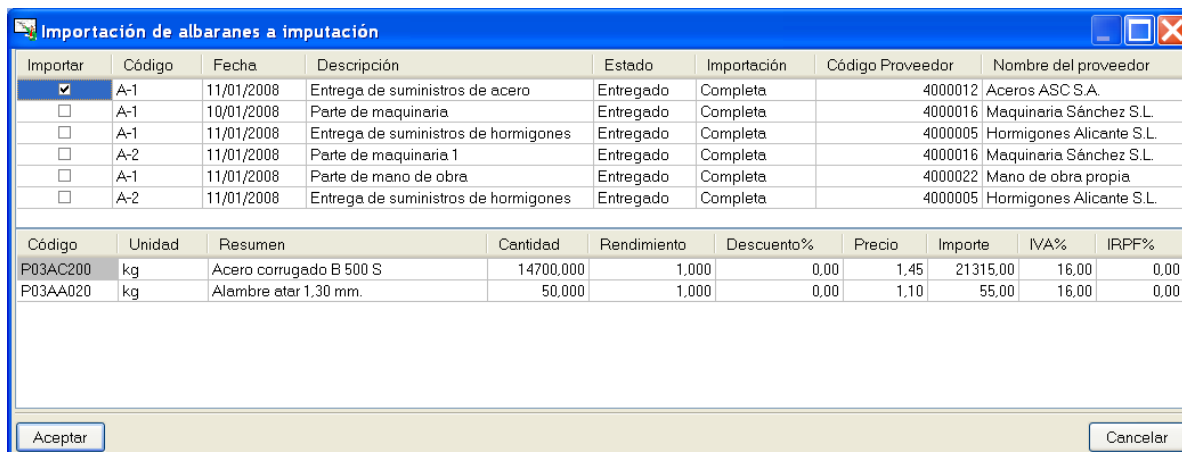 Importación de albaranes a imputación
Importar Código Fecha Descripción Estado Importación Código Proveedor Nombre del proveedor
A-1 11/01/2008 Entrega de suministros de acero Entregado Completa 4000012 Aceros ASC S.A.
A-1 10/01/2008 Parte de maquinaria Entregado Completa 4000016 Maquinaria Sánchez S.L.
A-1 11/01/2008 Entrega de suministros de hormigones Entregado Completa 4000005 Hormigones Alicante S.L.
A-2 11/01/2008 Parte de maquinaria 1 Entregado Completa 4000016 Maquinaria Sánchez S.L.
A-1 11/01/2008 Parte de mano de obra Entregado Completa 4000022 Mano de obra propia
A-2 11/01/2008 Entrega de suministros de hormigones Entregado Completa 4000005 Hormigones Alicante S.L.
Código Unidad Resumen Cantidad Rendimiento Descuento% Precio Importe IVA% IRPF%
P03AC200 kg Acero corrugado B 500 S 14700,000 1,000 0,00 1,45 21315,00 16,00 0,00
P03AA020 kg Alambre atar 1,30 mm. 50,000 1,000 0,00 1,10 55,00 16,00 0,00
Aceptar Cancelar